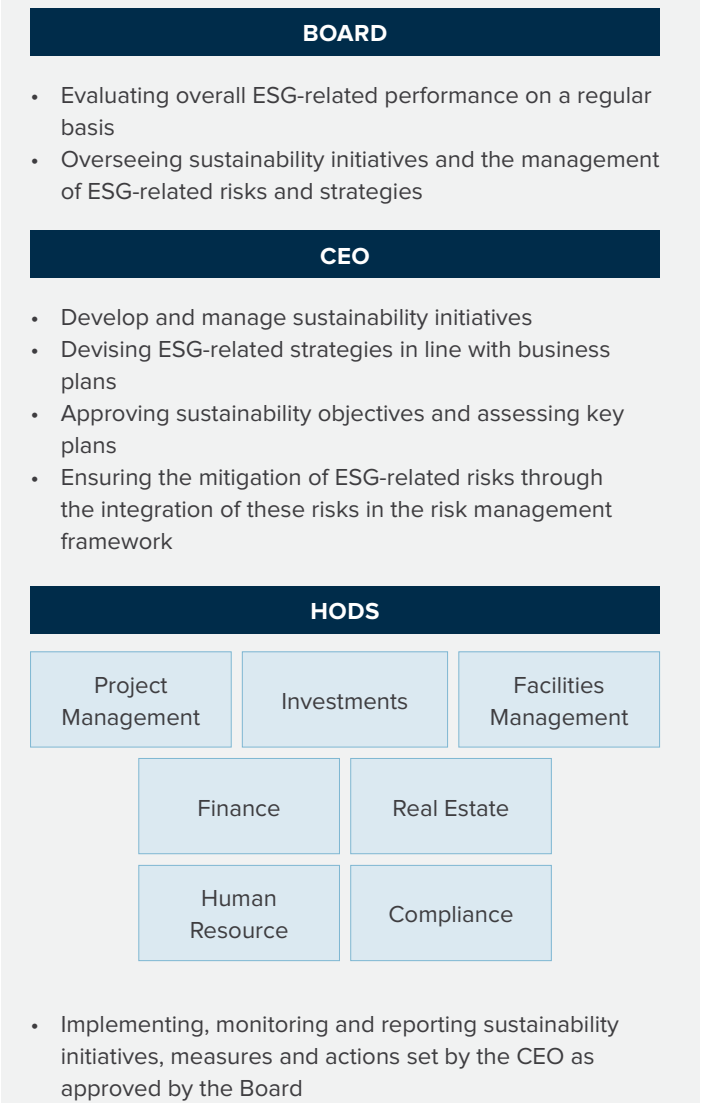 BOARD
• Evaluating overall ESG-related performance on a regular
basis
• Overseeing sustainability initiatives and the management
of ESG-related risks and strategies
CEO
• Develop and manage sustainability initiatives
• Devising ESG-related strategies in line with business
plans
• Approving sustainability objectives and assessing key
plans
• Ensuring the mitigation of ESG-related risks through
the integration of these risks in the risk management
framework
HODS
Project
Management
Investments
Facilities
Management
Finance
Real Estate
Human
Resource
Compliance
• Implementing, monitoring and reporting sustainability
initiatives, measures and actions set by the CEO as
approved by the Board